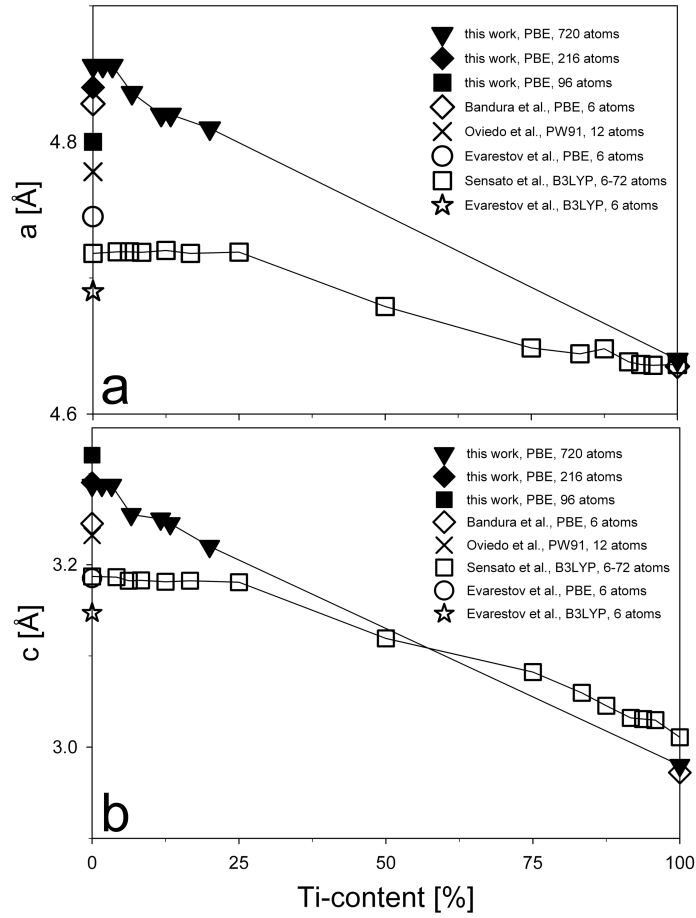 this work, PBE, 720 atoms
this work, PBE, 216 atoms
this work, PBE, 96 atoms
Bandura et al., PBE, 6 atoms
Oviedo et al., PW91, 12 atoms
Evarestov et al., PBE, 6 atoms
Sensato et al., B3LYP, 6-72 atoms
Evarestov et al., B3LYP, 6 atoms
4.8
a [Å]
4.6
a
0 25 50 75 100
this work, PBE, 720 atoms
this work, PBE, 216 atoms
this work, PBE, 96 atoms
Bandura et al., PBE, 6 atoms
Oviedo et al., PW91, 12 atoms
Sensato et al., B3LYP, 6-72 atoms
Evarestov et al., PBE, 6 atoms
Evarestov et al., B3LYP, 6 atoms
3.2
c [Å]
3.0
b
0 25 50 75 100
Ti-content [%]